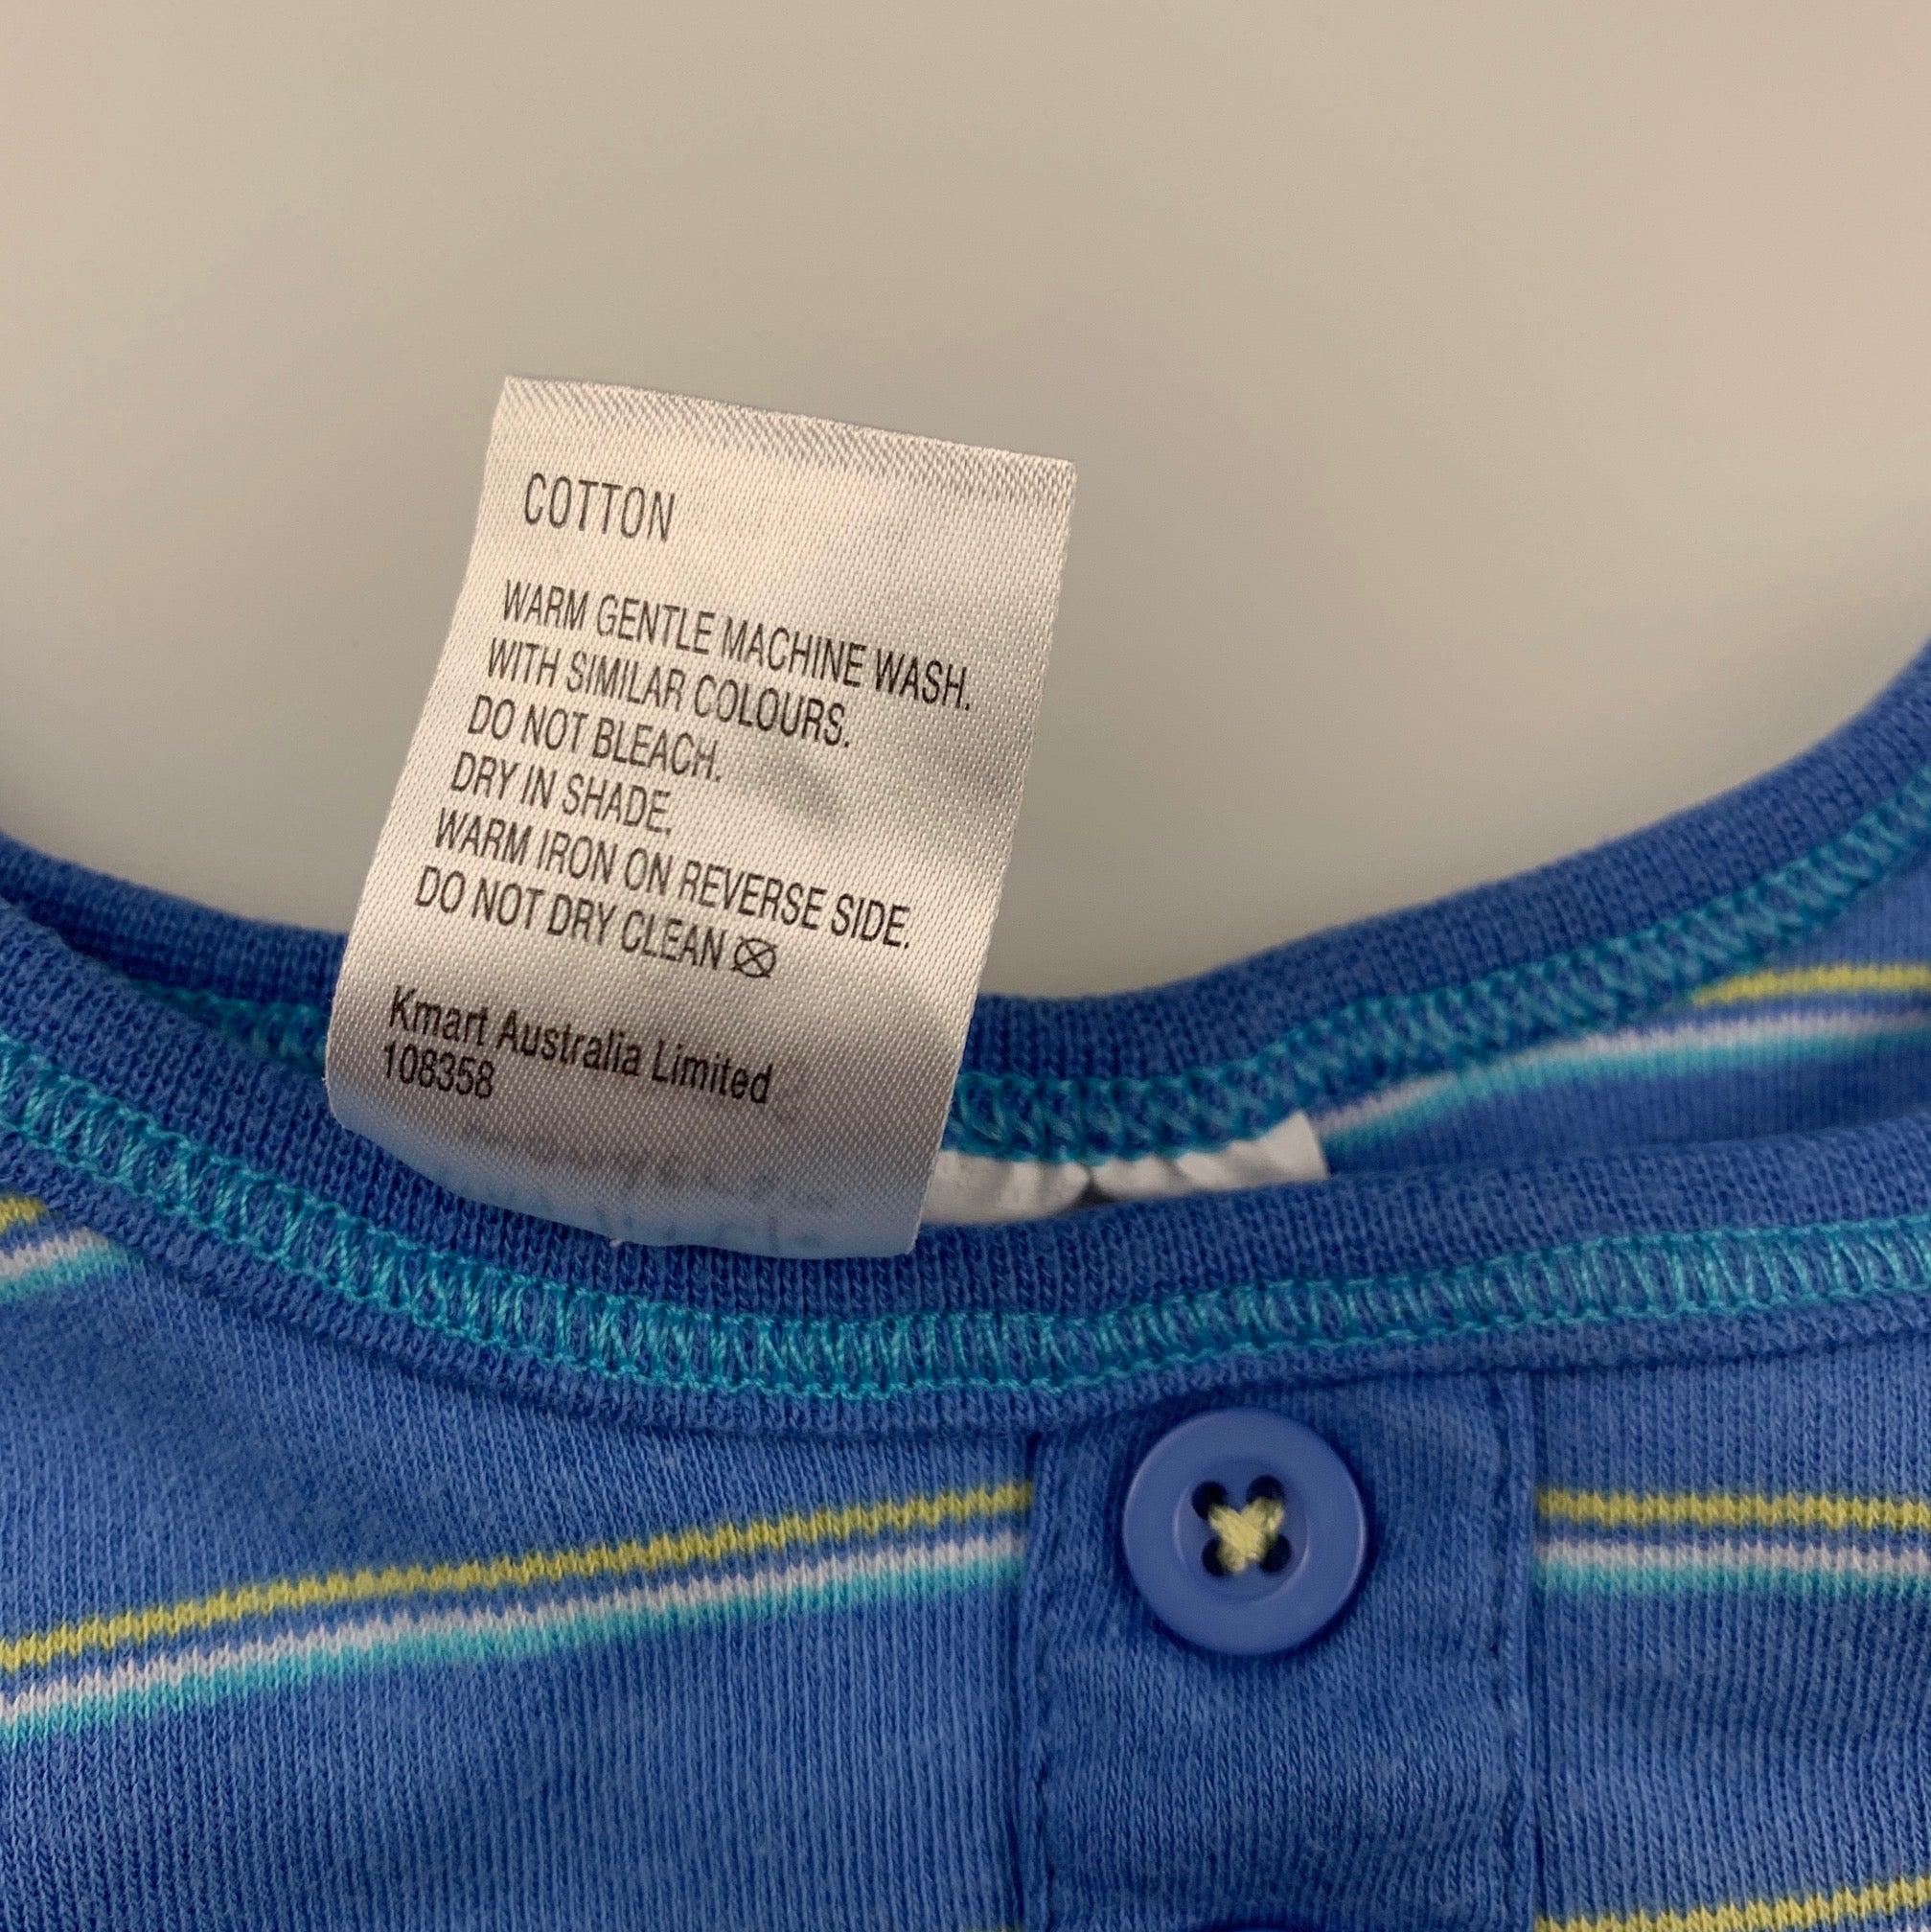 COTTON
WARM GENTLE MACHINE WASH.
WITH SIMILAR COLOURS.
DO NOT BLEACH.
DRY IN SHADE.
WARM IRON ON REVERSE SIDE.
DO NOT DRY CLEAN
Kmart Australia Limited
108358